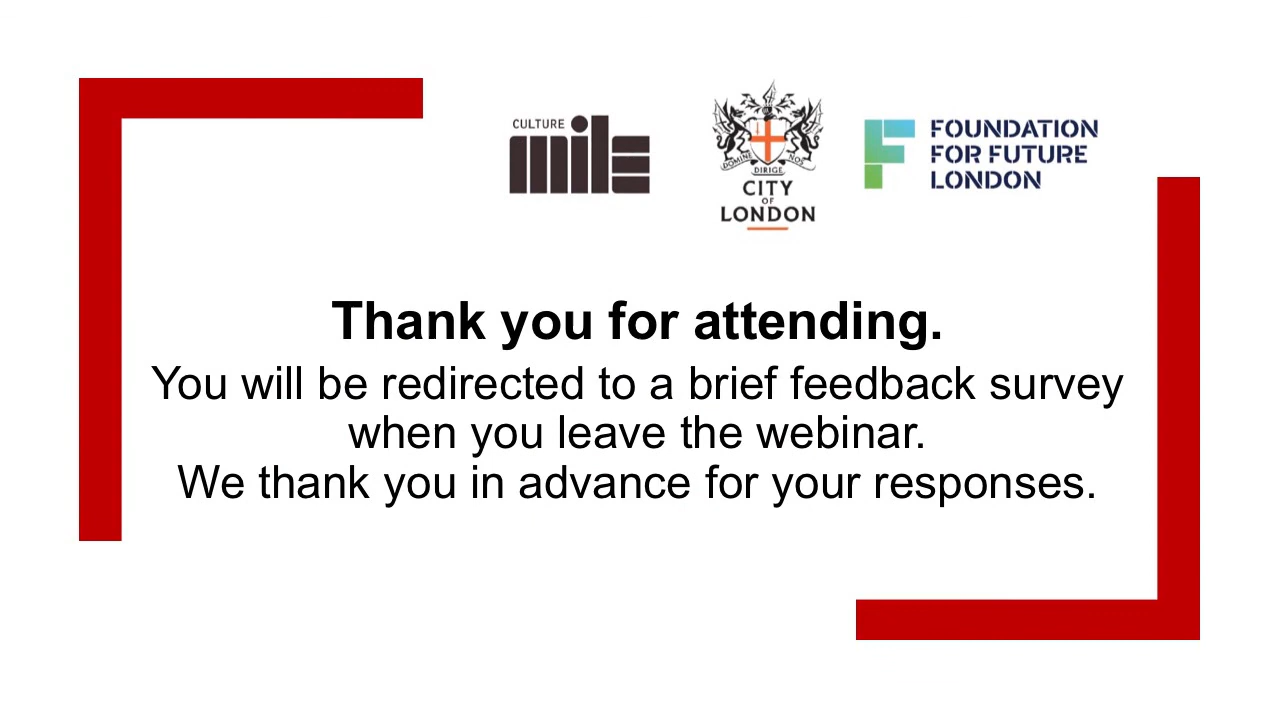 CULTURE
mile
DOMINE DIRIGE NOS
CITY
OF
LONDON
FOUNDATION
FOR FUTURE
LONDON
Thank you for attending.
You will be redirected to a brief feedback survey
when you leave the webinar.
We thank you in advance for your responses.